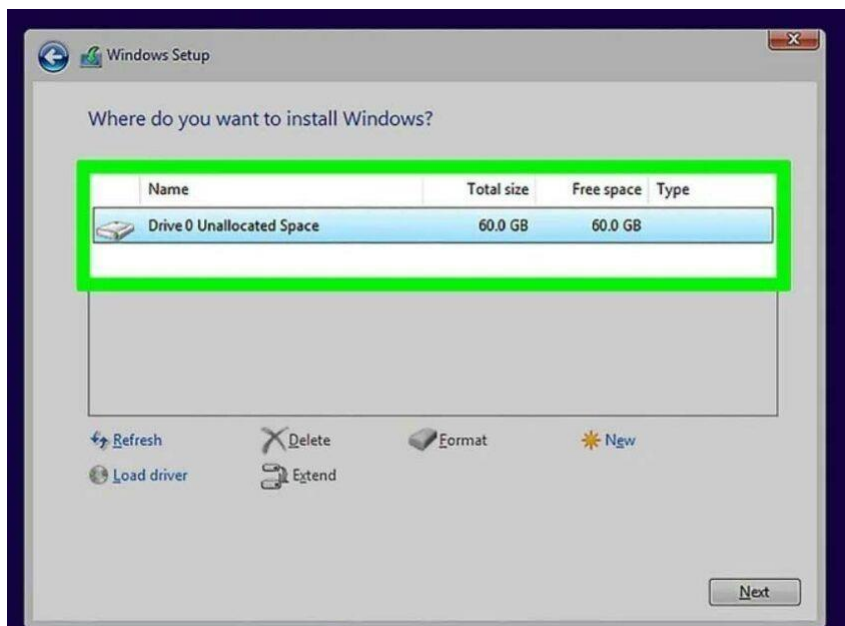 Windows Setup
Where do you want to install Windows?
Name Total size Free space Type
Drive 0 Unallocated Space 60.0 GB 60.0 GB
Refresh Delete Format New
Load driver Extend
Next